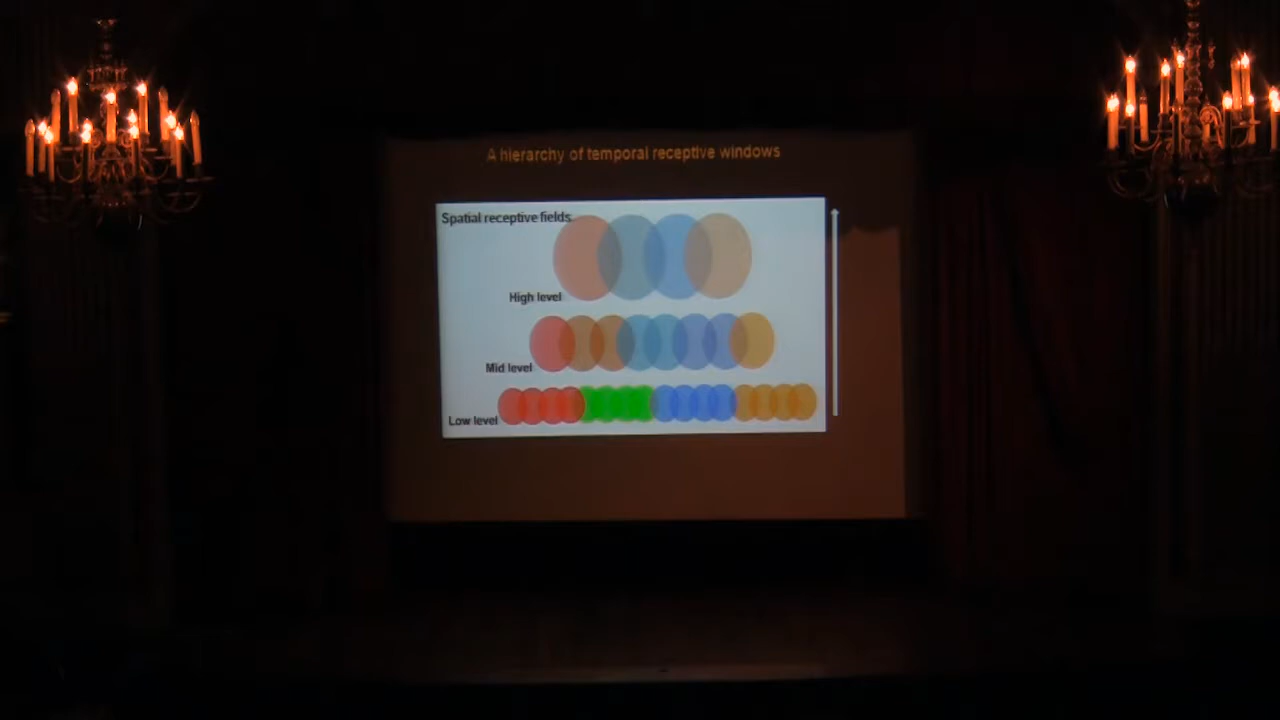 A hierarchy of temporal receptive windows
Spatial receptive fields
High level
Mid level
Low level